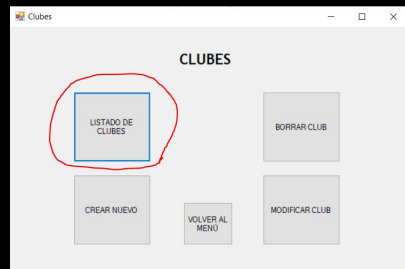 Clubes
CLUBES
LISTADO DE
CLUBES
BORRAR CLUB
CREAR NUEVO
VOLVER AL
MENÚ
MODIFICAR CLUB